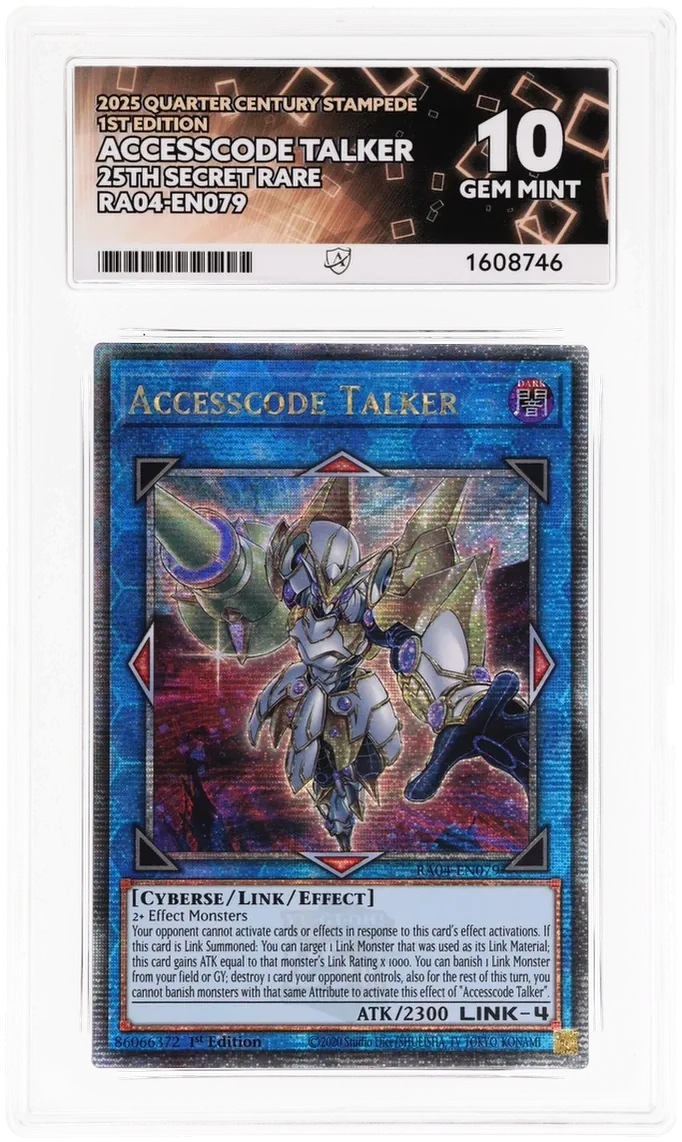 2025 QUARTER CENTURY STAMPEDE
1ST EDITION
ACCESSCODE TALKER
25TH SECRET RARE
RA04-EN079
10
GEM MINT
1608746
ACCESSCODE TALKER
DARK
闇
RA04-EN079
[CYBERSE/LINK/EFFECT]
2+ Effect Monsters
Your opponent cannot activate cards or effects in response to this card's effect activations. If
this card is Link Summoned: You can target 1 Link Monster that was used as its Link Material;
this card gains ATK equal to that monster's Link Rating x 1000. You can banish 1 Link Monster
from your field or GY; destroy 1 card your opponent controls, also for the rest of this turn, you
cannot banish monsters with that same Attribute to activate this effect of "Accesscode Talker".
ATK/2300 LINK-4
86066372 1st Edition ©2020 Studio Dice/SHUEISHA, TV TOKYO, KONAMI